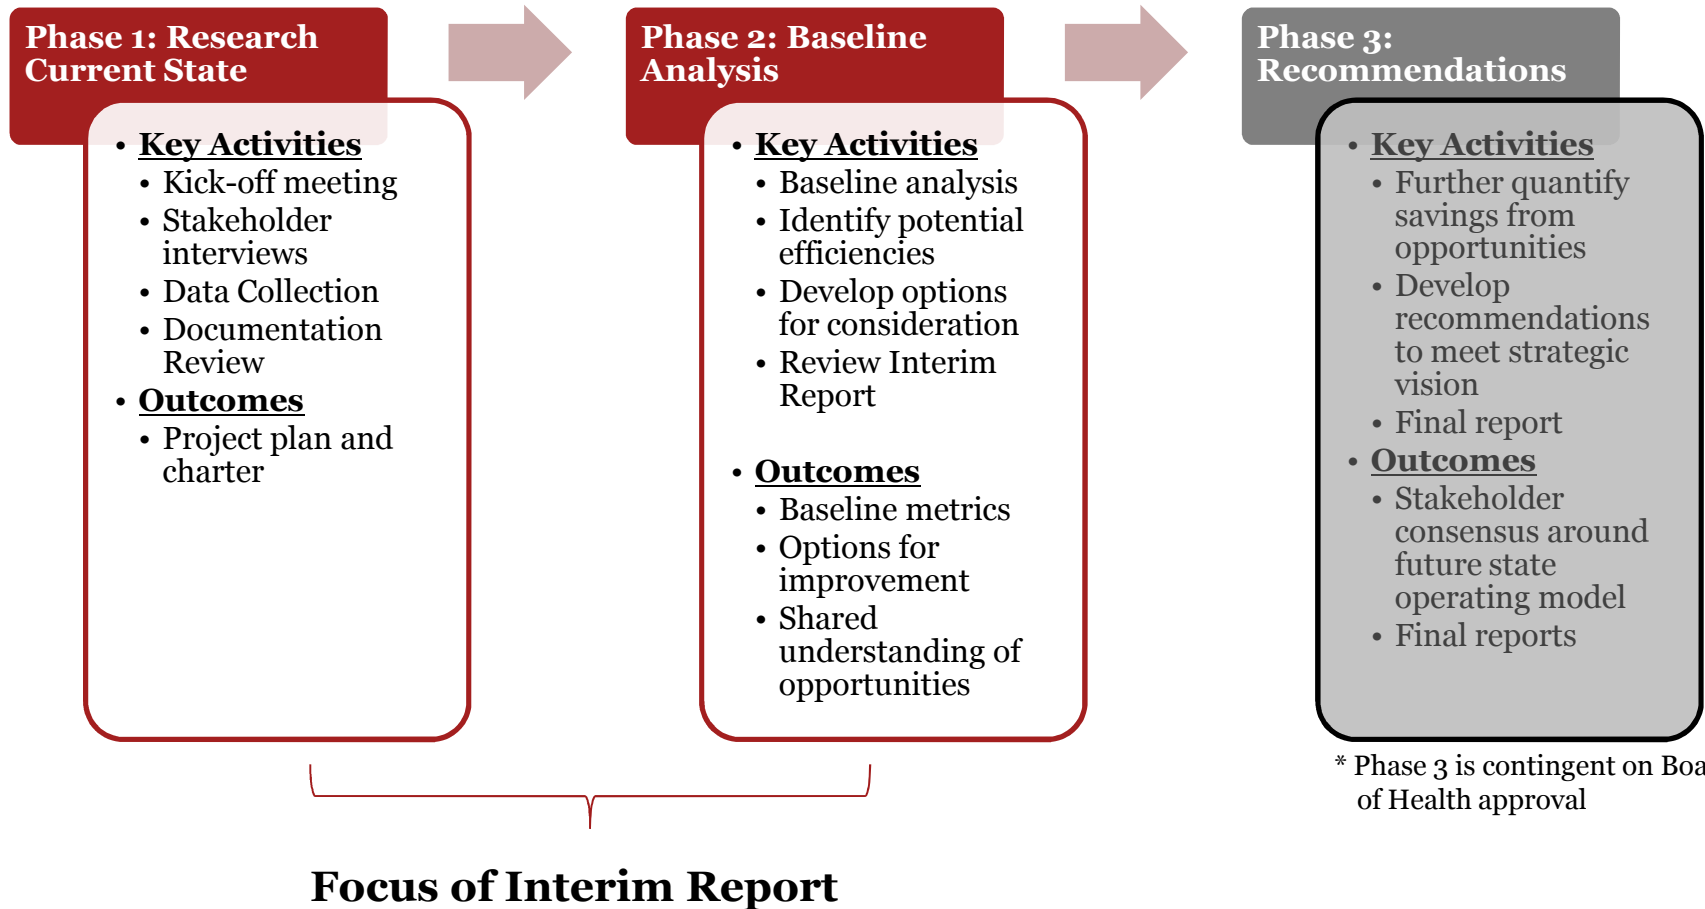 Phase 1: Research
Current State
• Key Activities
• Kick-off meeting
• Stakeholder
interviews
• Data Collection
• Documentation
Review
• Outcomes
• Project plan and
charter
Phase 2: Baseline
Analysis
• Key Activities
• Baseline analysis
• Identify potential
efficiencies
• Develop options
for consideration
• Review Interim
Report
• Outcomes
• Baseline metrics
• Options for
improvement
• Shared
understanding of
opportunities
Phase 3:
Recommendations
• Key Activities
• Further quantify
savings from
opportunities
• Develop
recommendations
to meet strategic
vision
• Final report
• Outcomes
• Stakeholder
consensus around
future state
operating model
• Final reports
* Phase 3 is contingent on Boa
of Health approval
Focus of Interim Report